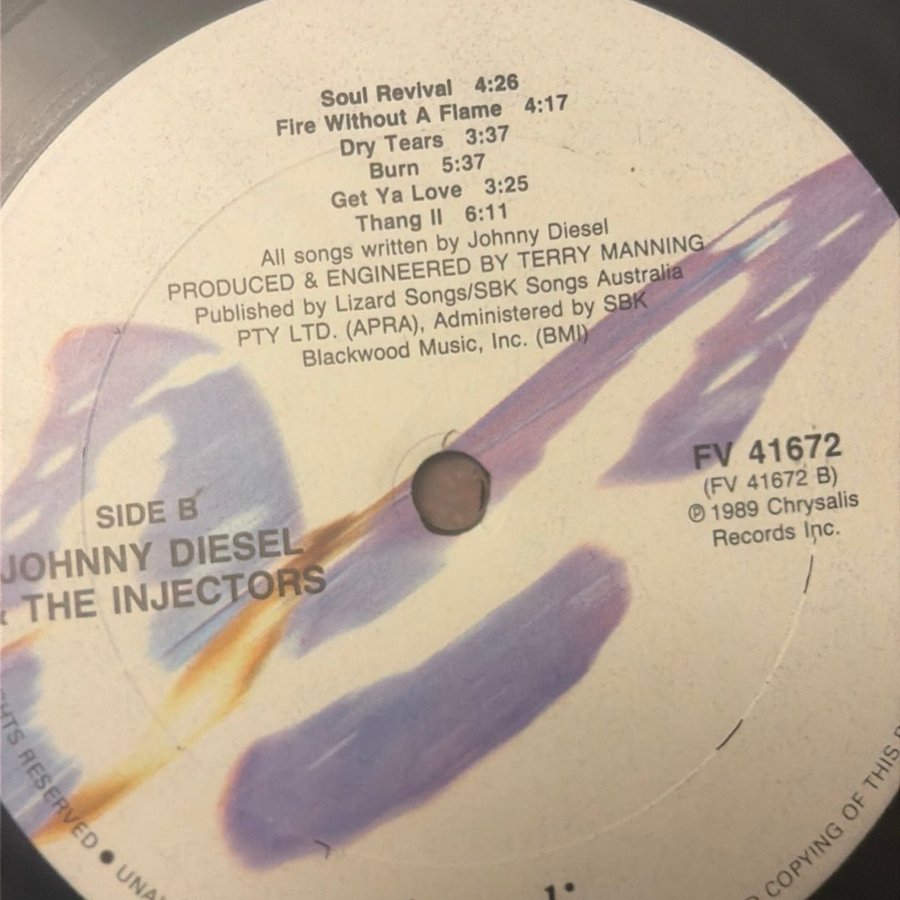 Soul Revival 4:26
Fire Without A Flame 4:17
Dry Tears 3:37
Burn 5:37
Get Ya Love 3:25
Thang II 6:11
All songs written by Johnny Diesel
PRODUCED & ENGINEERED BY TERRY MANNING
Published by Lizard Songs/SBK Songs Australia
PTY LTD. (APRA), Administered by SBK
Blackwood Music, Inc. (BMI)
FV 41672
(FV 41672 B)
℗ 1989 Chrysalis
Records Inc.
SIDE B
JOHNNY DIESEL
& THE INJECTORS
RESERVED ●
COPYING OF THIS